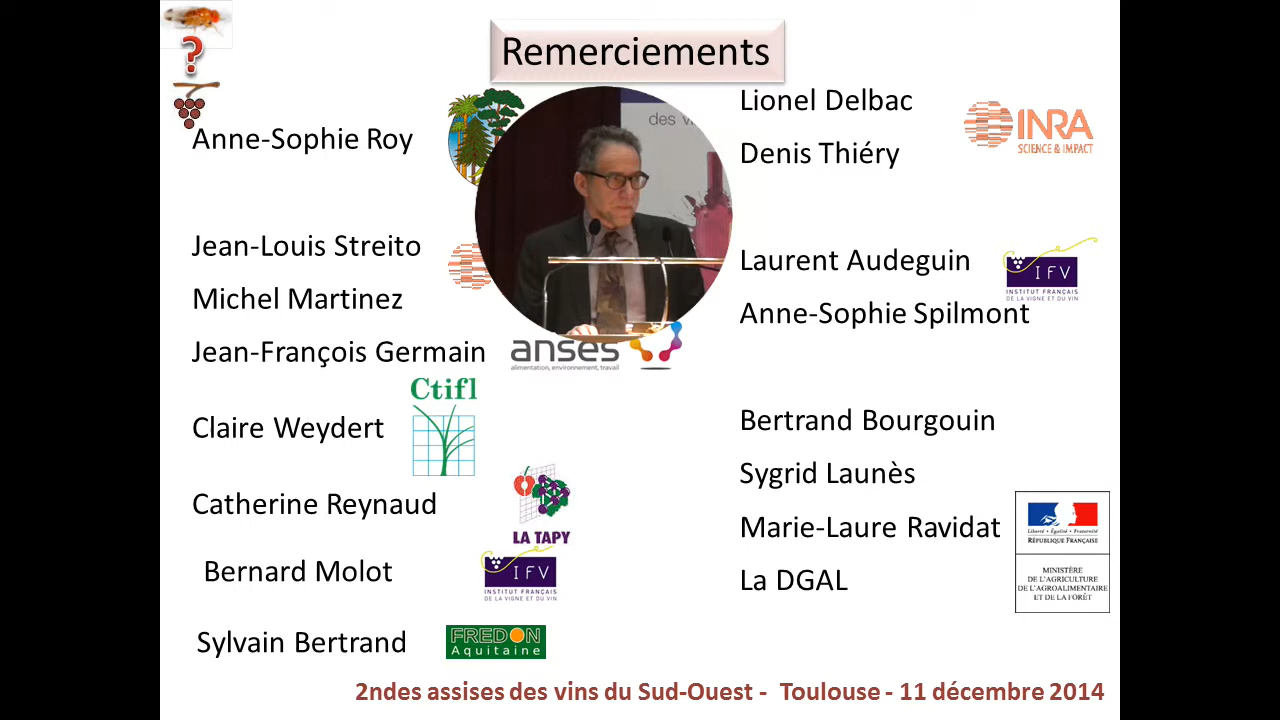 Remerciements
?
Anne-Sophie Roy
Jean-Louis Streito
Michel Martinez
Jean-François Germain
anses
alimentation, environnement, travail
Ctifl
Claire Weydert
Catherine Reynaud
LA TAPY
Bernard Molot
IFV
INSTITUT FRANÇAIS
DE LA VIGNE ET DU VIN
Sylvain Bertrand
FREDON
Aquitaine
des
Lionel Delbac
Denis Thiéry
INRA
SCIENCE & IMPACT
Laurent Audeguin
IFV
INSTITUT FRANÇAIS
DE LA VIGNE ET DU VIN
Anne-Sophie Spilmont
Bertrand Bourgouin
Sygrid Launès
Marie-Laure Ravidat
La DGAL
Liberté • Égalité • Fraternité
RÉPUBLIQUE FRANÇAISE
MINISTÈRE
DE L'AGRICULTURE
DE L'AGROALIMENTAIRE
ET DE LA FORÊT
2ndes assises des vins du Sud-Ouest - Toulouse - 11 décembre 2014